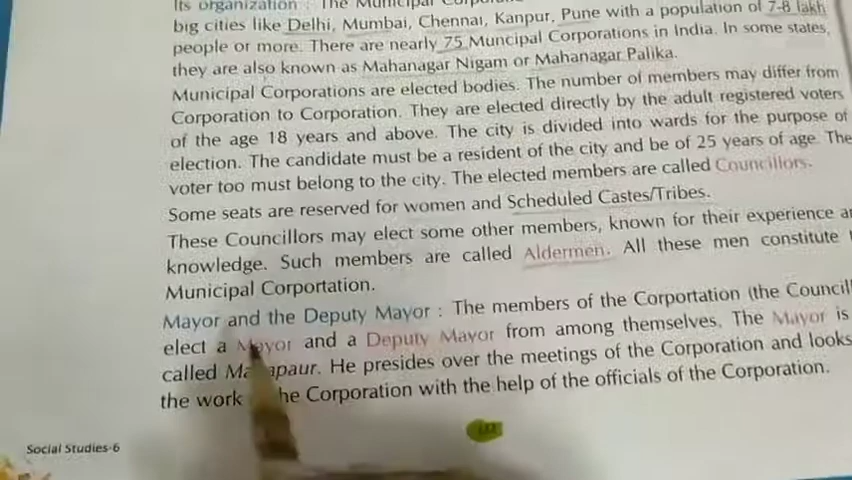 Its organization : The Municipal
big cities like Delhi, Mumbai, Chennai, Kanpur, Pune with a population of 7-8 lakh
people or more. There are nearly 75 Muncipal Corporations in India. In some states,
they are also known as Mahanagar Nigam or Mahanagar Palika.
Municipal Corporations are elected bodies. The number of members may differ from
Corporation to Corporation. They are elected directly by the adult registered voters
of the age 18 years and above. The city is divided into wards for the purpose of
election. The candidate must be a resident of the city and be of 25 years of age. The
voter too must belong to the city. The elected members are called Councillors.
Some seats are reserved for women and Scheduled Castes/Tribes.
These Councillors may elect some other members, known for their experience
knowledge. Such members are called Aldermen. All these men constitute
Municipal Corportation.
Mayor and the Deputy Mayor : The members of the Corportation (the Council
elect a Mayor and a Deputy Mayor from among themselves. The Mayor is
called He presides over the meetings of the Corporation and looks
the work Corporation with the help of the officials of the Corporation.
Social Studies-6